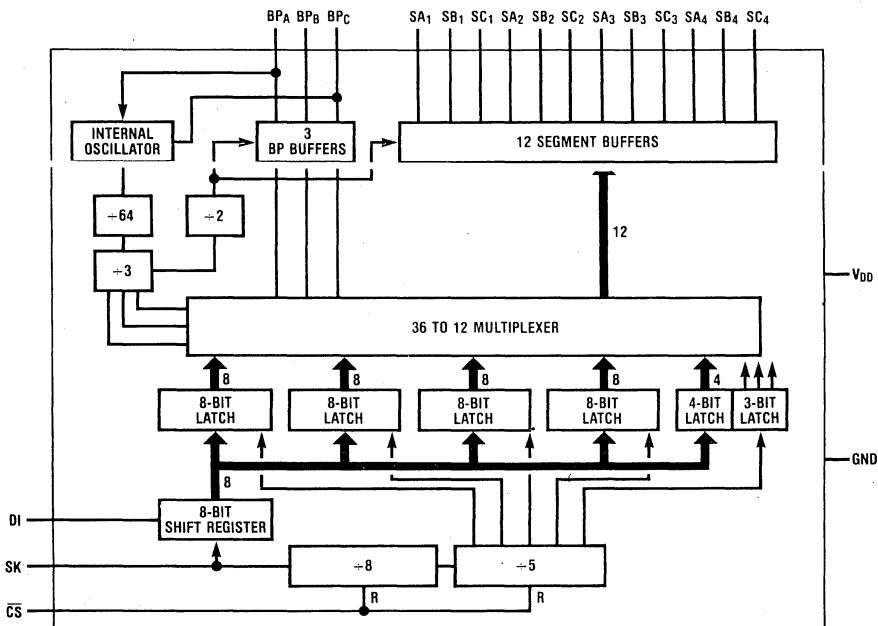 BPA BPB BPC SA1 SB1 SC1 SA2 SB2 SC2 SA3 SB3 SC3 SA4 SB4 SC4
INTERNAL
OSCILLATOR
3
BP BUFFERS
12 SEGMENT BUFFERS
÷64
÷2
12
÷3
VDD
36 TO 12 MULTIPLEXER
8 8 8 8 4
8-BIT
LATCH
8-BIT
LATCH
8-BIT
LATCH
8-BIT
LATCH
4-BIT
LATCH
3-BIT
LATCH
GND
8
DI
8-BIT
SHIFT REGISTER
SK
÷8
÷5
R R
CS